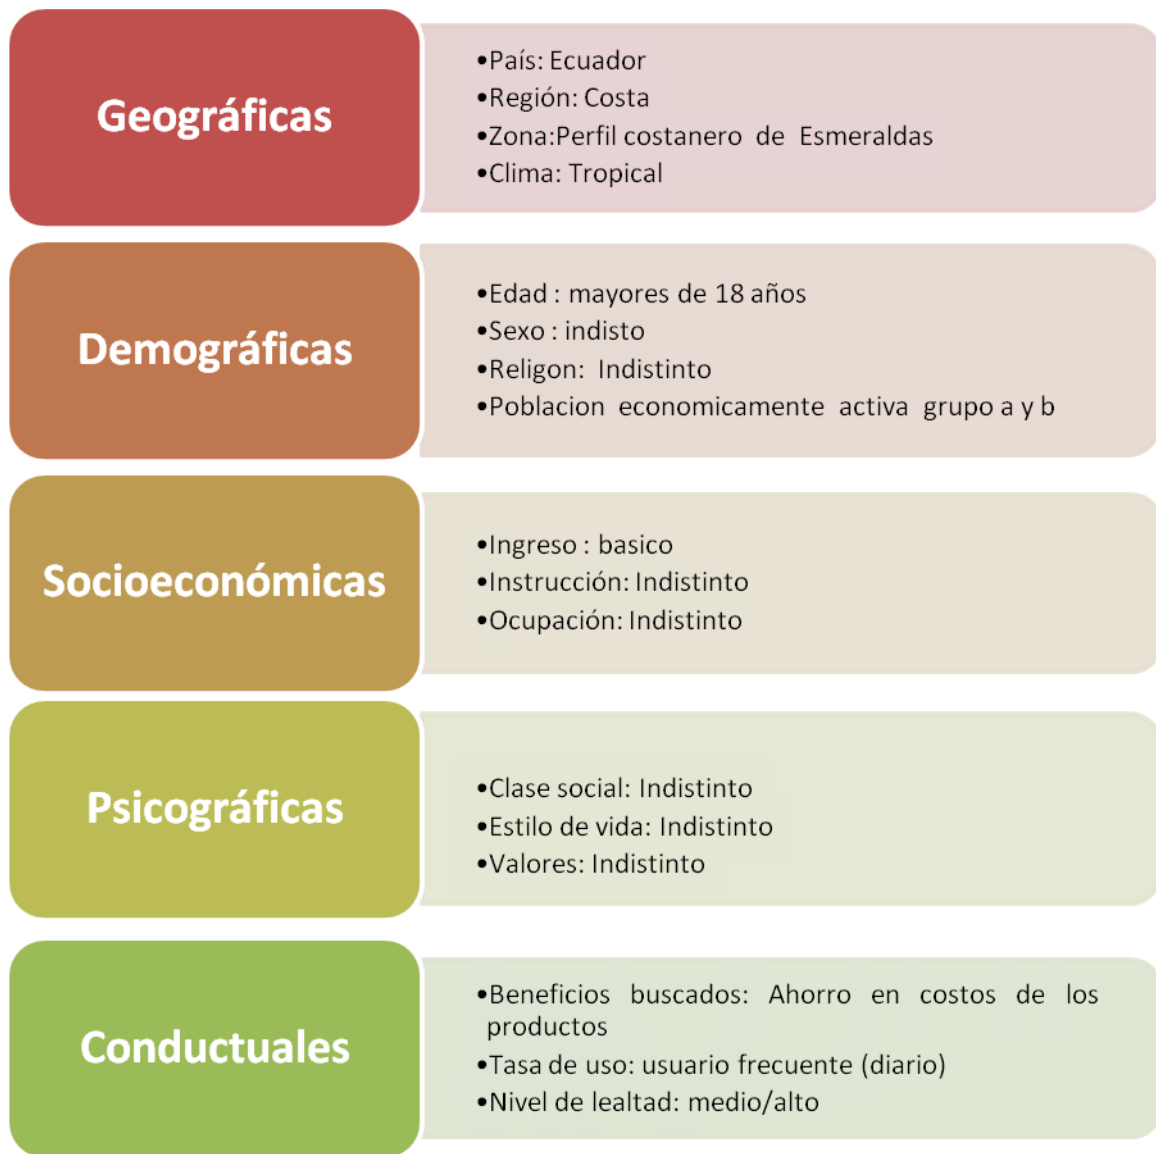 Geográficas
•País: Ecuador
•Región: Costa
•Zona:Perfil costanero de Esmeraldas
•Clima: Tropical
Demográficas
•Edad : mayores de 18 años
•Sexo : indisto
•Religon: Indistinto
•Poblacion economicamente activa grupo a y b
Socioeconómicas
•Ingreso : basico
•Instrucción: Indistinto
•Ocupación: Indistinto
Psicográficas
•Clase social: Indistinto
•Estilo de vida: Indistinto
•Valores: Indistinto
Conductuales
•Beneficios buscados: Ahorro en costos de los
productos
•Tasa de uso: usuario frecuente (diario)
•Nivel de lealtad: medio/alto